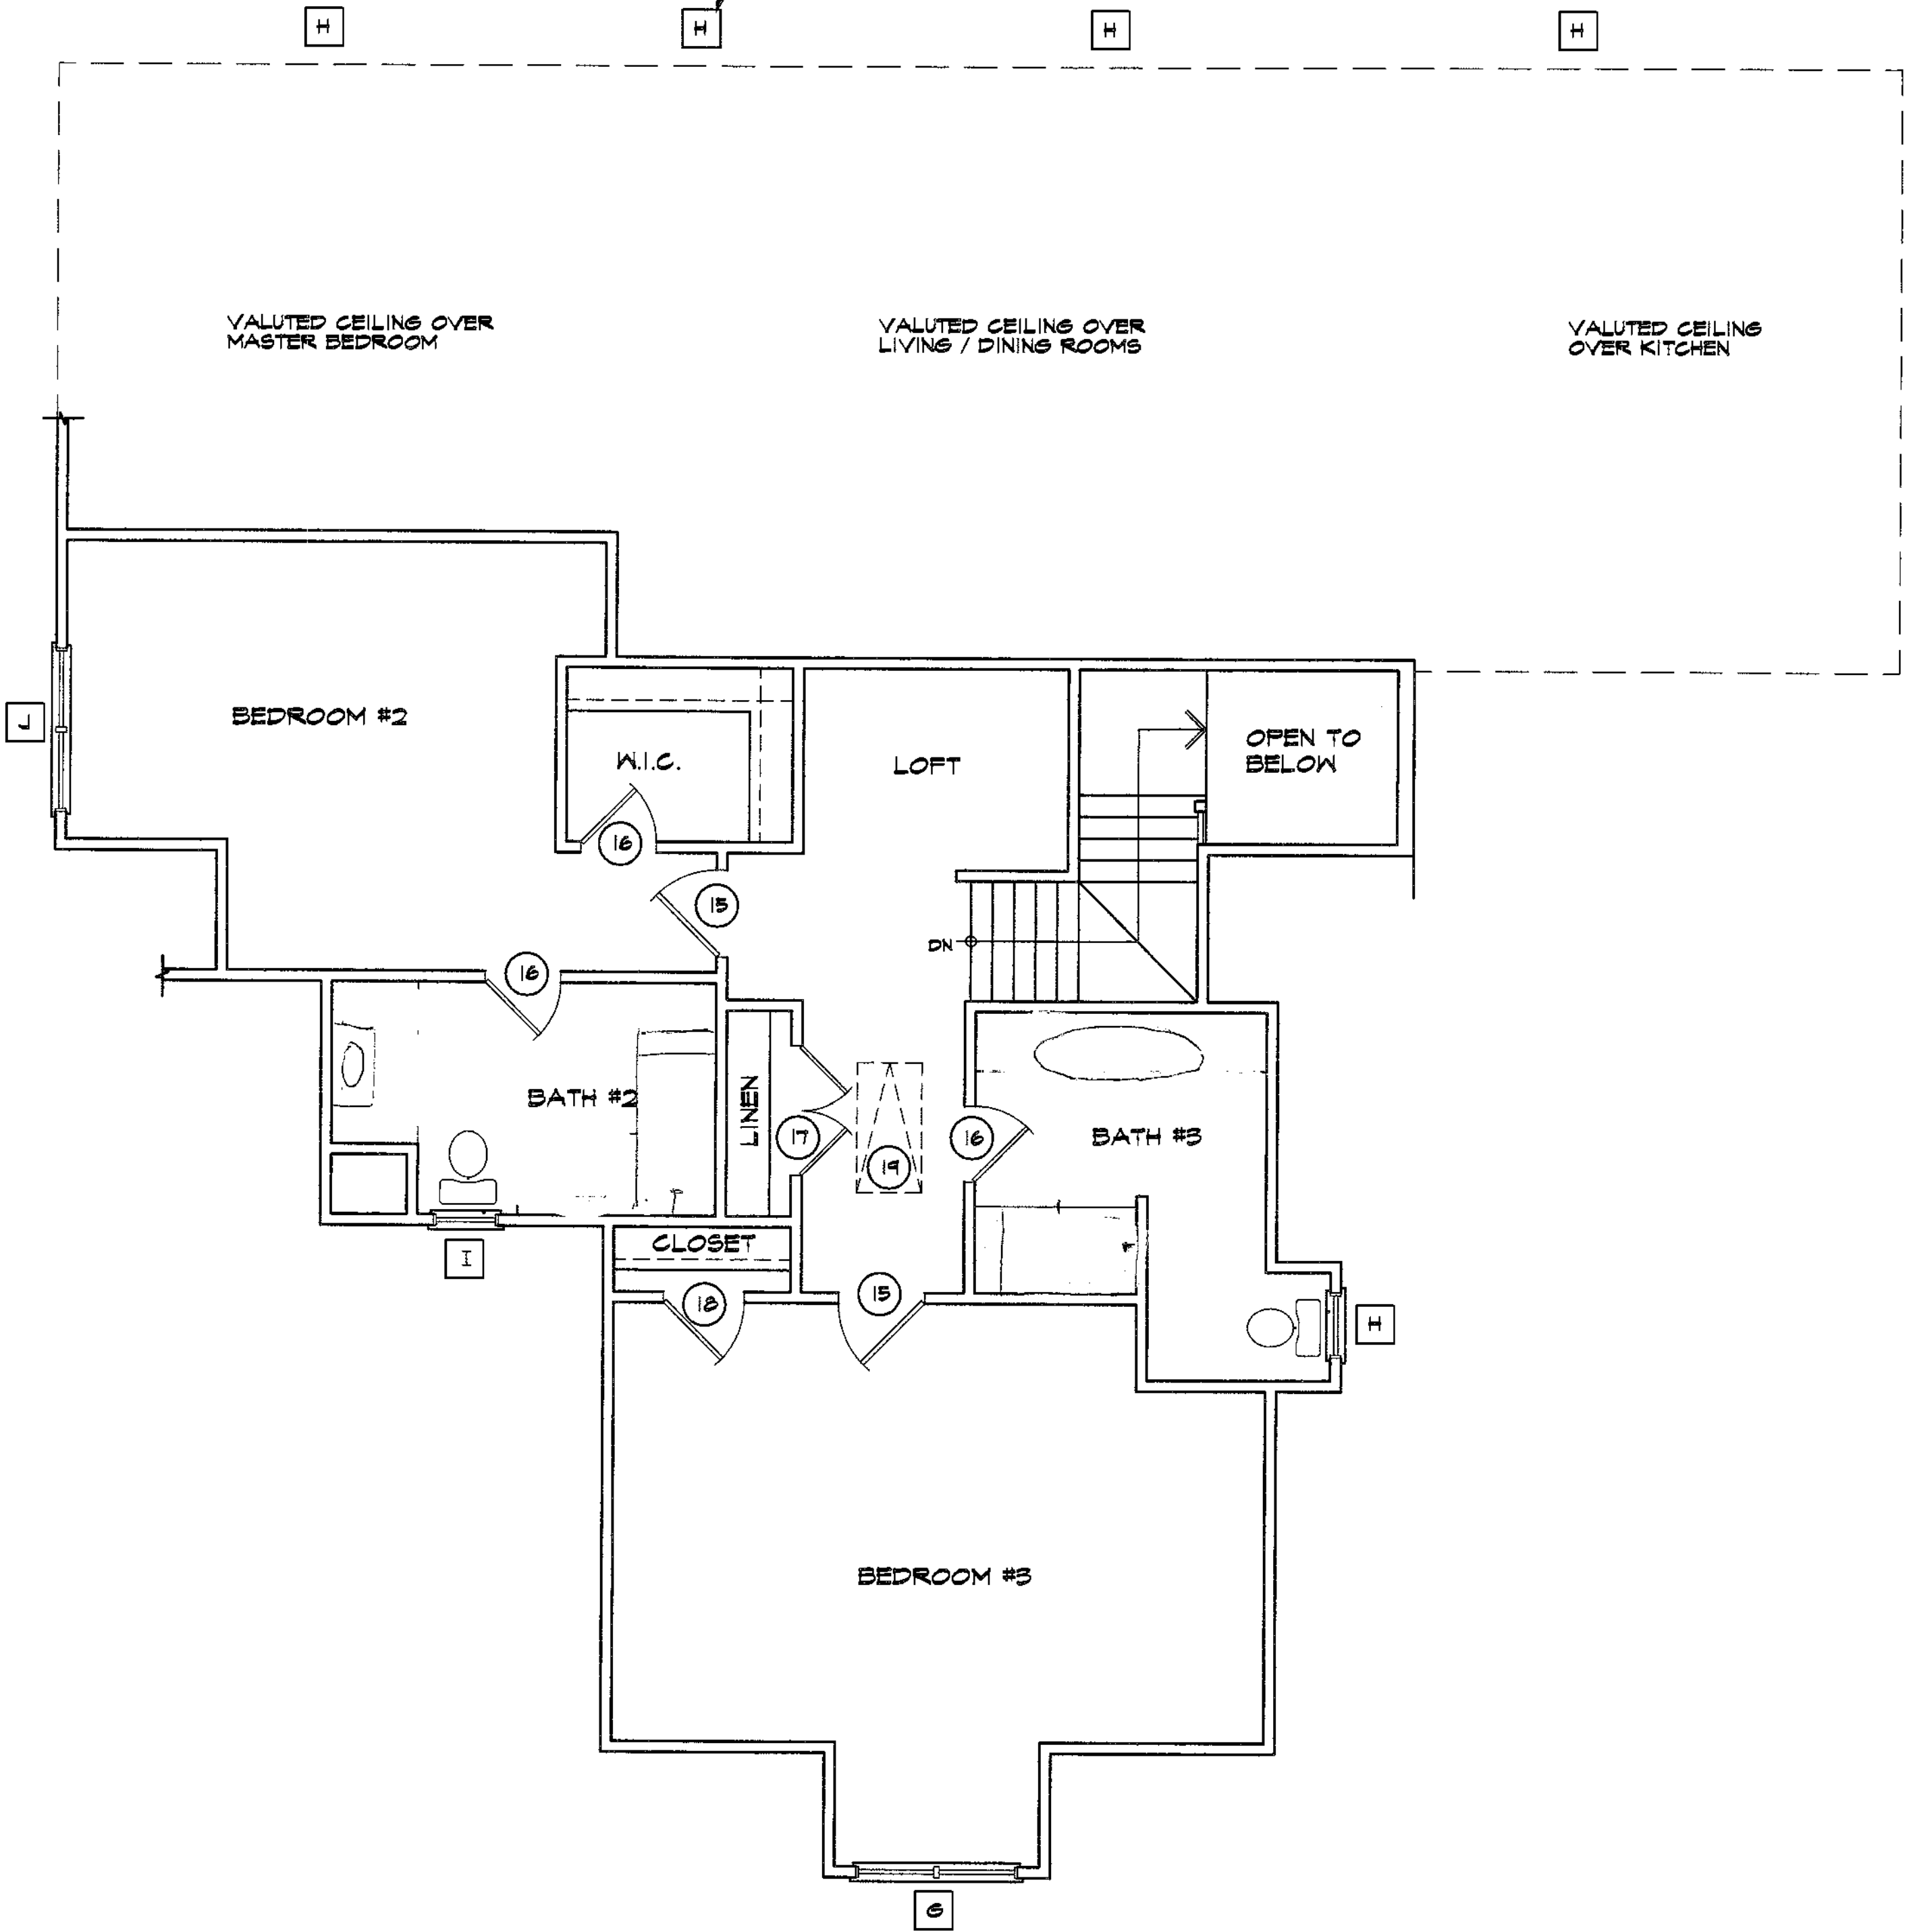 H
H
H
H
VALUTED CEILING OVER
MASTER BEDROOM
VALUTED CEILING OVER
LIVING / DINING ROOMS
VALUTED CEILING
OVER KITCHEN
J
BEDROOM #2
W.I.C.
LOFT
OPEN TO
BELOW
16
15
DN
16
BATH #2
LINEN
17
19
16
BATH #3
I
CLOSET
18
15
I
BEDROOM #3
G